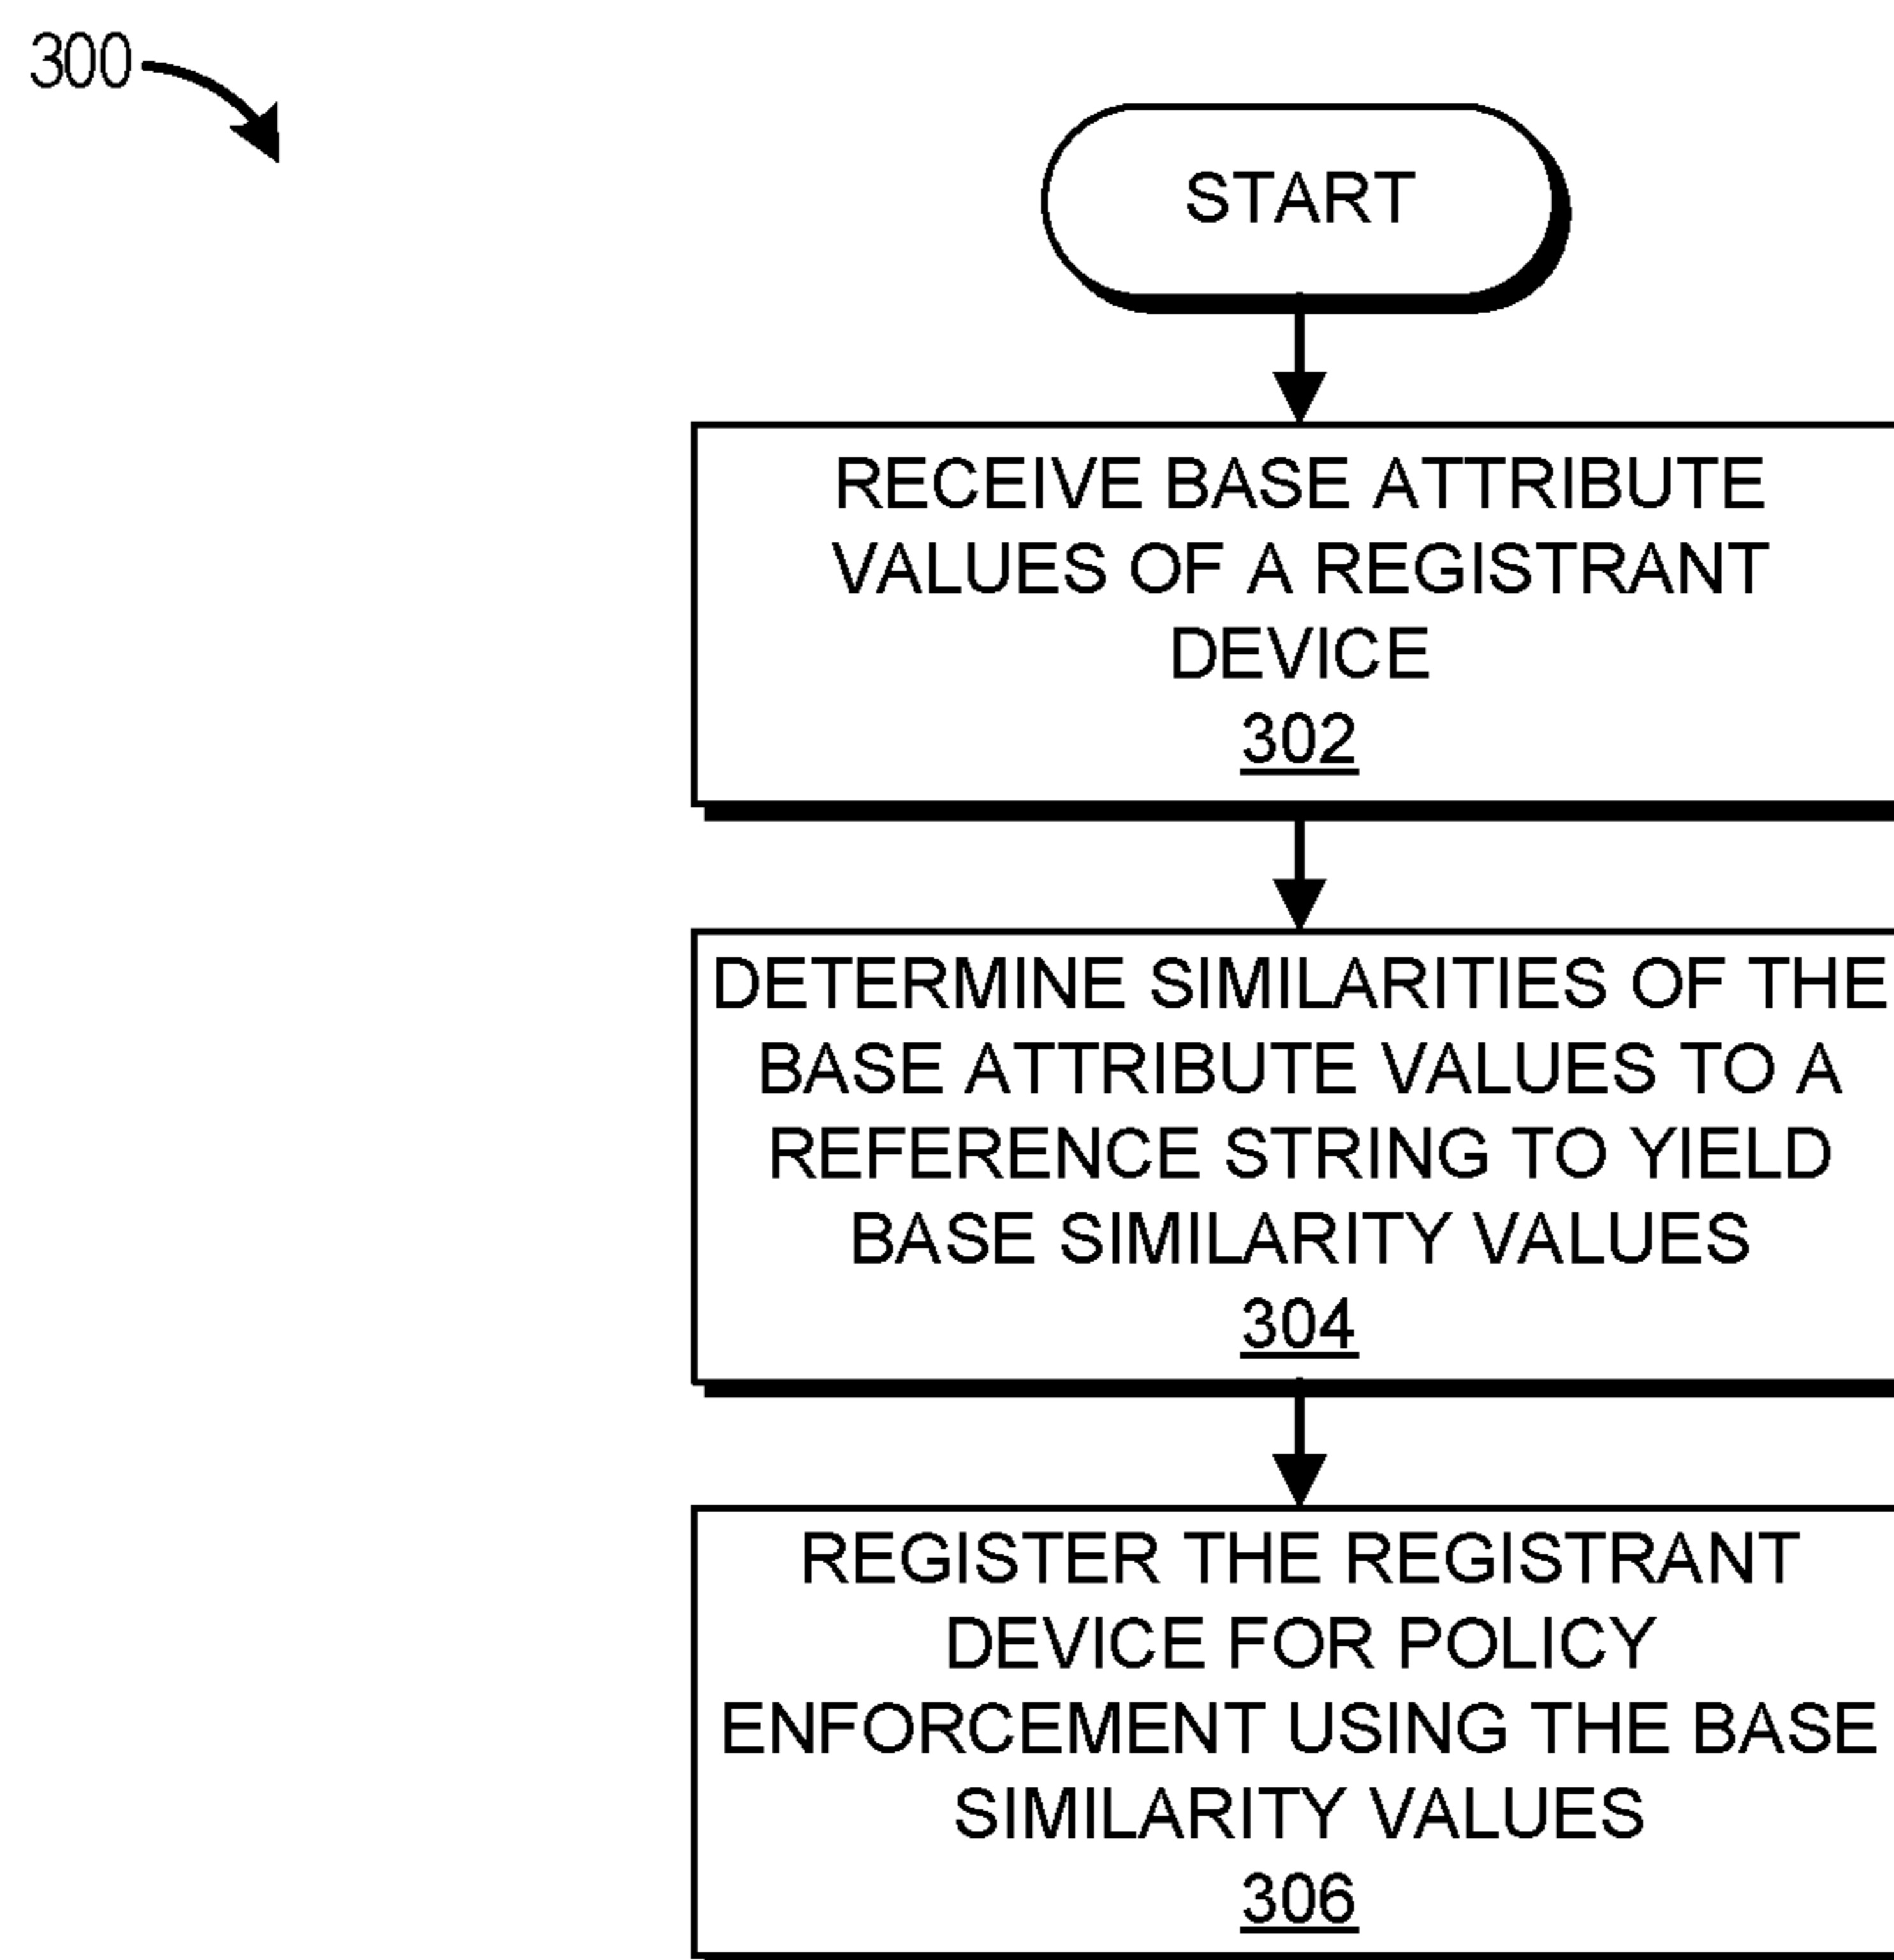 300
START
RECEIVE BASE ATTRIBUTE
VALUES OF A REGISTRANT
DEVICE
302
DETERMINE SIMILARITIES OF THE
BASE ATTRIBUTE VALUES TO A
REFERENCE STRING TO YIELD
BASE SIMILARITY VALUES
304
REGISTER THE REGISTRANT
DEVICE FOR POLICY
ENFORCEMENT USING THE BASE
SIMILARITY VALUES
306